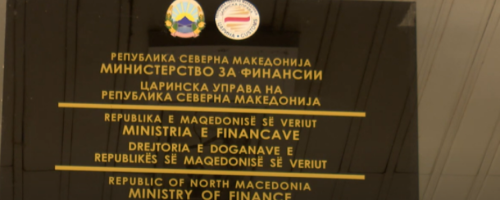 РЕПУБЛИКА СЕВЕРНА МАКЕДОНИЈА
МИНИСТЕРСТВО ЗА ФИНАНСИИ
ЦАРИНСКА УПРАВА НА
РЕПУБЛИКА СЕВЕРНА МАКЕДОНИЈА
REPUBLIKA E MAQEDONISË SË VERIUT
MINISTRIA E FINANCAVE
DREJTORIA E DOGANAVE E
REPUBLIKËS SË MAQEDONISË SË VERIUT
REPUBLIC OF NORTH MACEDONIA
MINISTRY OF FINANCE